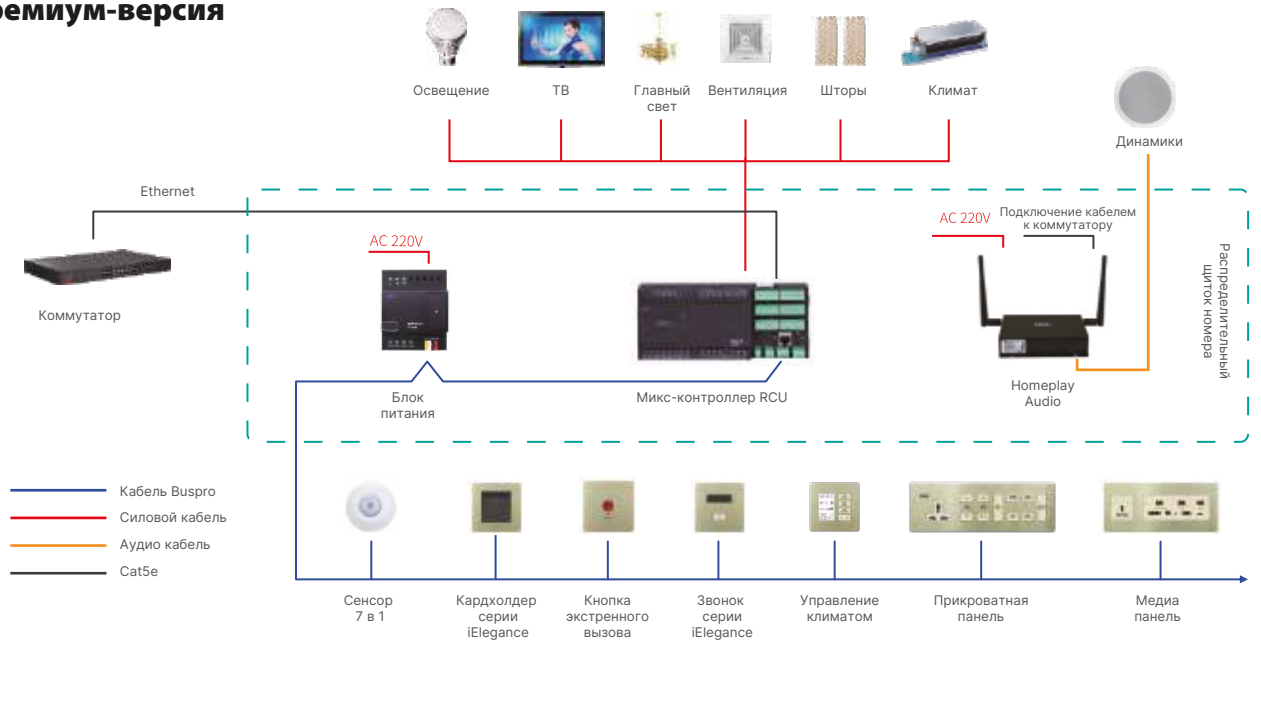 ремиум-версия
Освещение
ТВ
Главный
свет
Вентиляция
Шторы
Климат
Динамики
Ethernet
AC 220V
AC 220V
Подключение кабелем
к коммутатору
Распределительный
щиток номера
Коммутатор
Блок
питания
Микс-контроллер RCU
Homeplay
Audio
Кабель Buspro
Силовой кабель
Аудио кабель
Cat5e
Сенсор
7 в 1
Кардхолдер
серии
iElegance
Кнопка
экстренного
вызова
Звонок
серии
iElegance
Управление
климатом
Прикроватная
панель
Медиа
панель